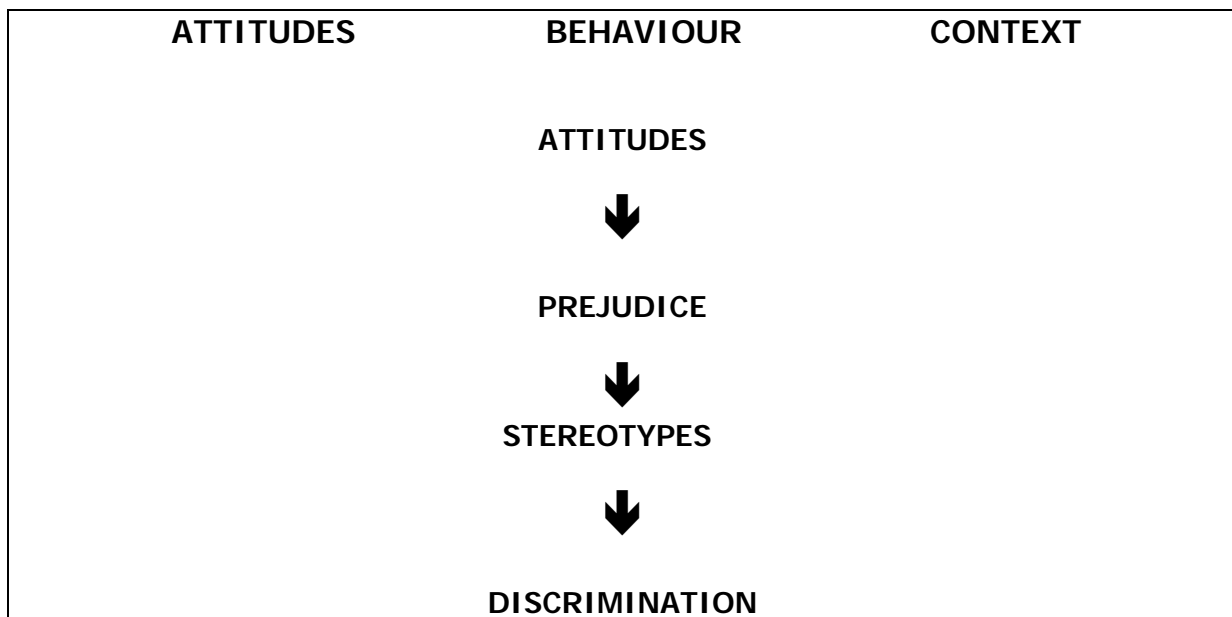 ATTITUDES BEHAVIOUR CONTEXT
ATTITUDES
PREJUDICE
STEREOTYPES
DISCRIMINATION